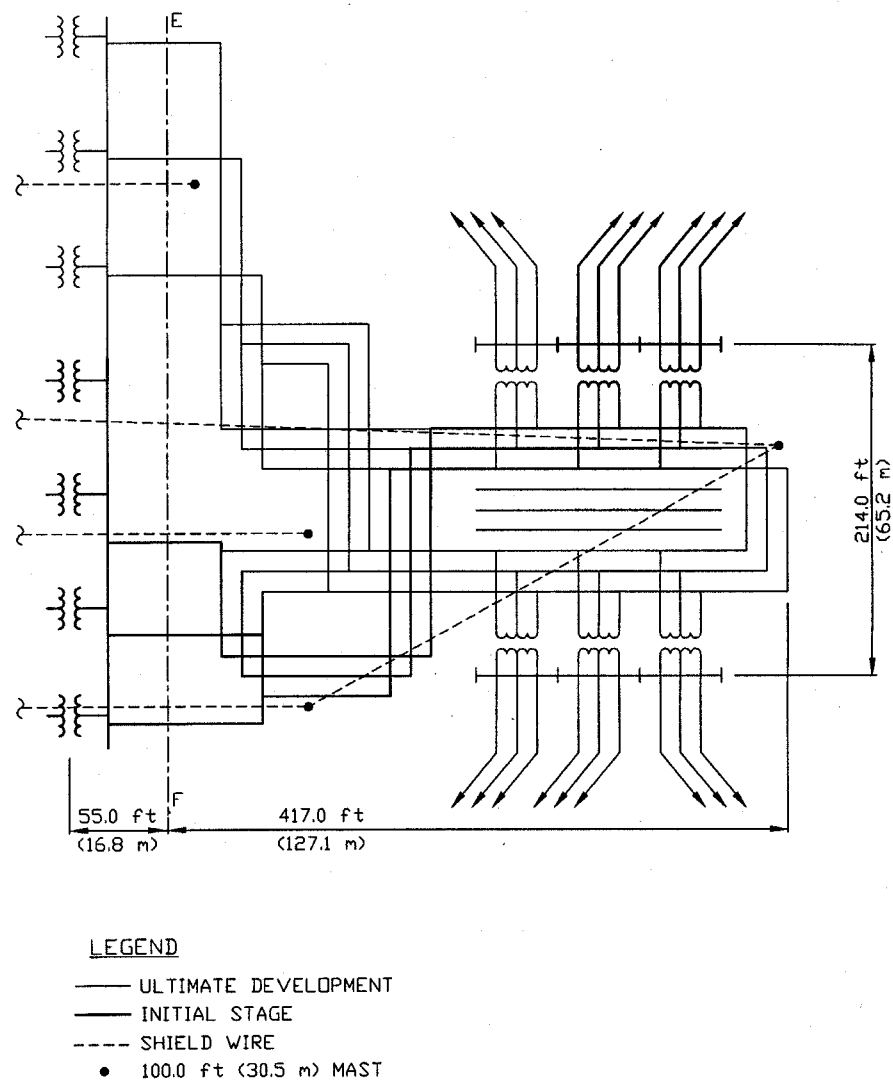 E
214.0 ft
(65.2 m)
F
55.0 ft
(16.8 m)
417.0 ft
(127.1 m)
LEGEND
ULTIMATE DEVELOPMENT
INITIAL STAGE
SHIELD WIRE
100.0 ft (30.5 m) MAST